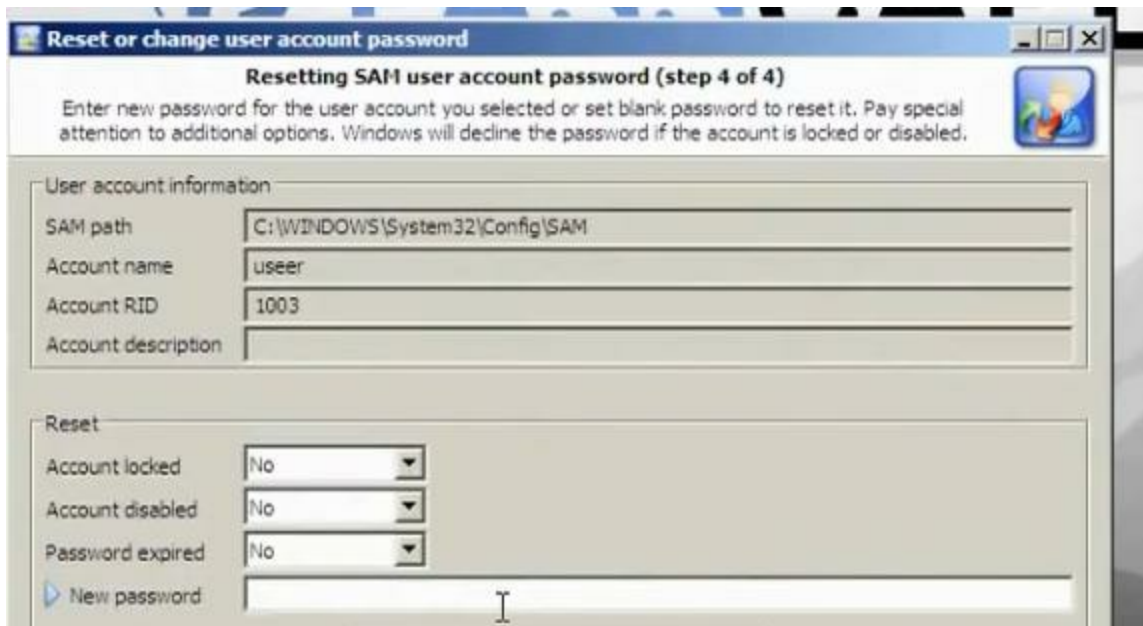 Reset or change user account password
Resetting SAM user account password (step 4 of 4)
Enter new password for the user account you selected or set blank password to reset it. Pay special
attention to additional options. Windows will decline the password if the account is locked or disabled.
User account information
SAM path C:\WINDOWS\System32\Config\SAM
Account name useer
Account RID 1003
Account description
Reset
Account locked No
Account disabled No
Password expired No
New password